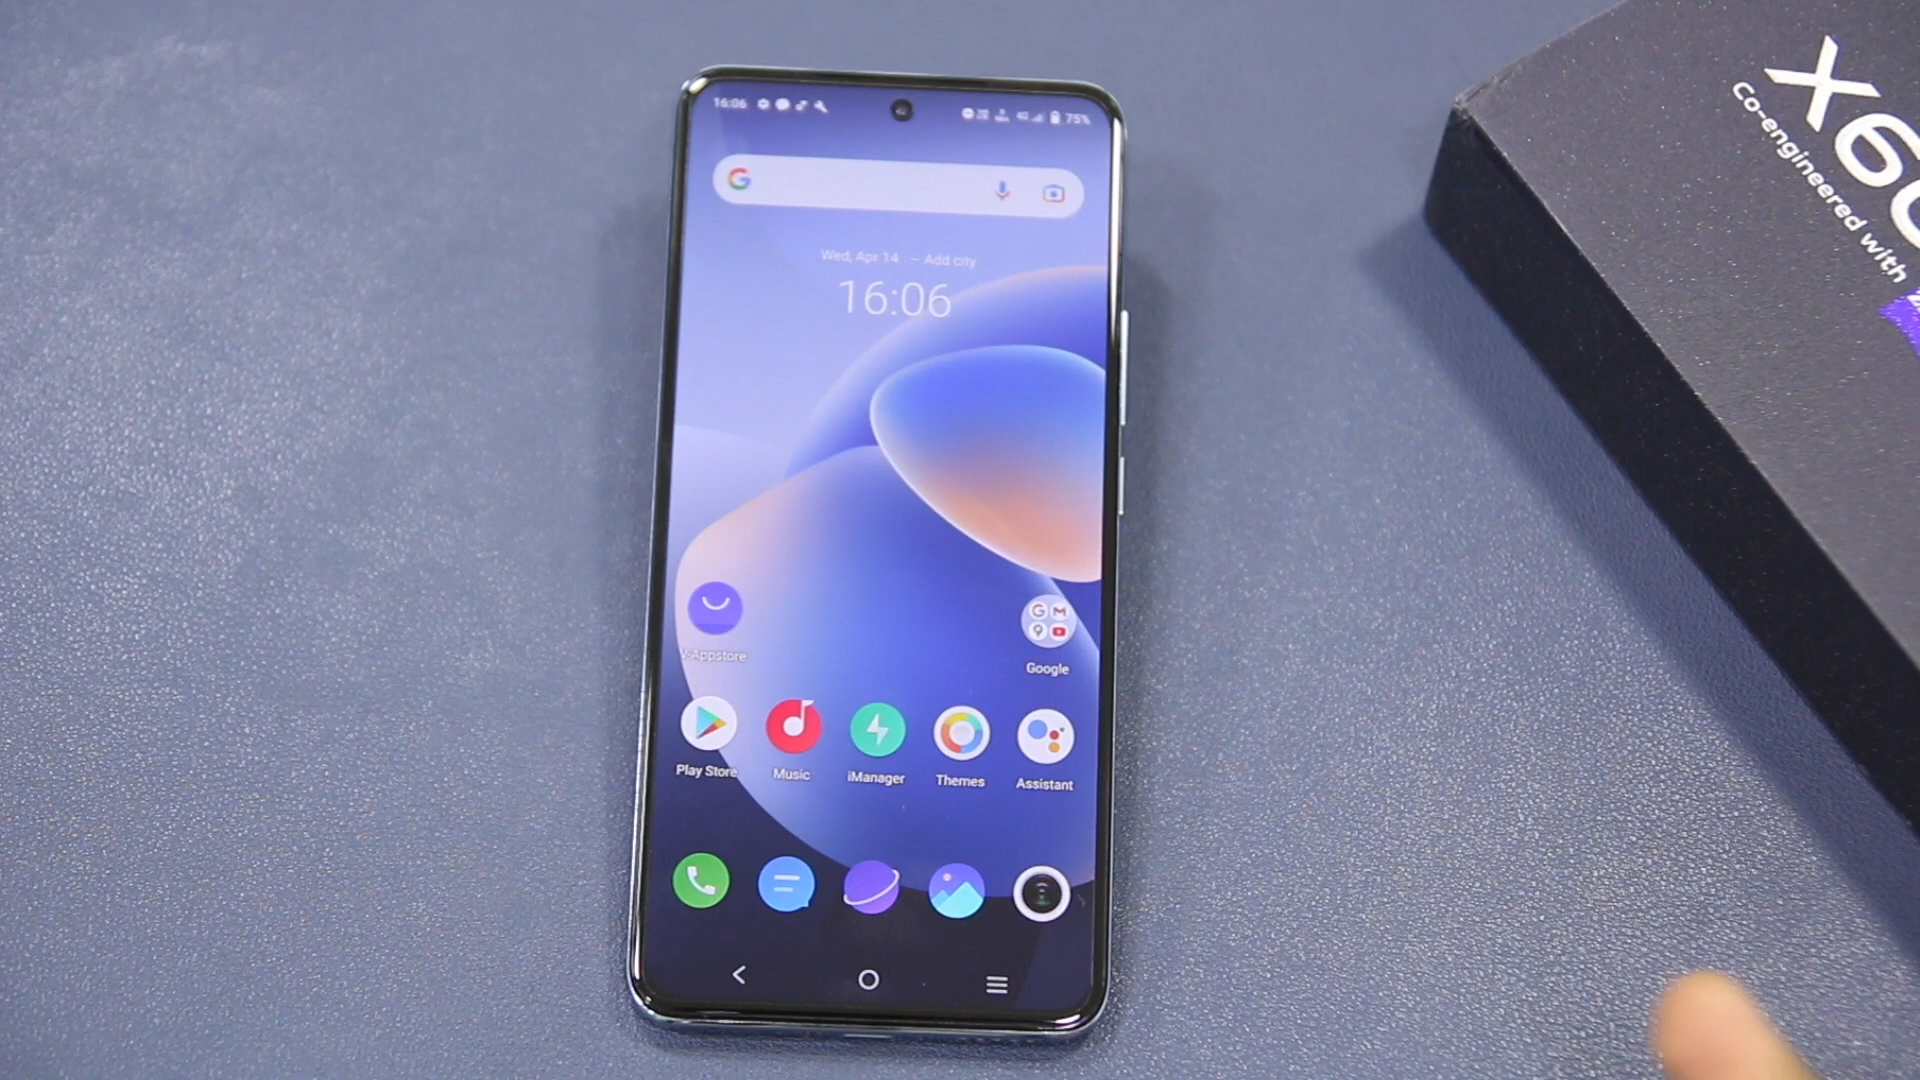 16:06
4G 75%
Wed, Apr 14 – Add city
16:06
V-Appstore
Google
Play Store
Music
iManager
Themes
Assistant
X60
Co-engineered with